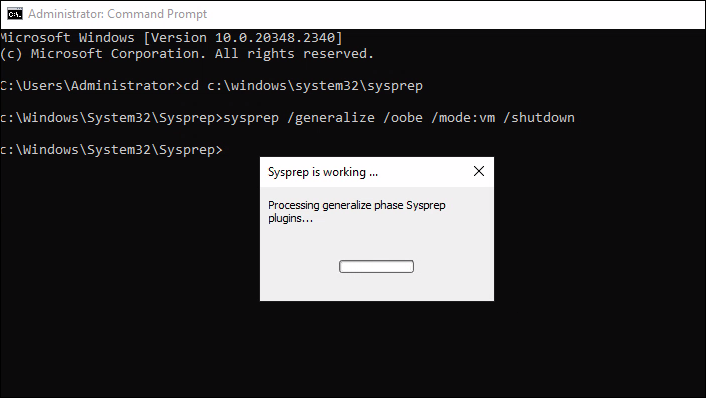 Administrator: Command Prompt
Microsoft Windows [Version 10.0.20348.2340]
(c) Microsoft Corporation. All rights reserved.
C:\Users\Administrator>cd c:\windows\system32\sysprep
c:\Windows\System32\Sysprep>sysprep /generalize /oobe /mode:vm /shutdown
c:\Windows\System32\Sysprep>
Sysprep is working ...
Processing generalize phase Sysprep
plugins...